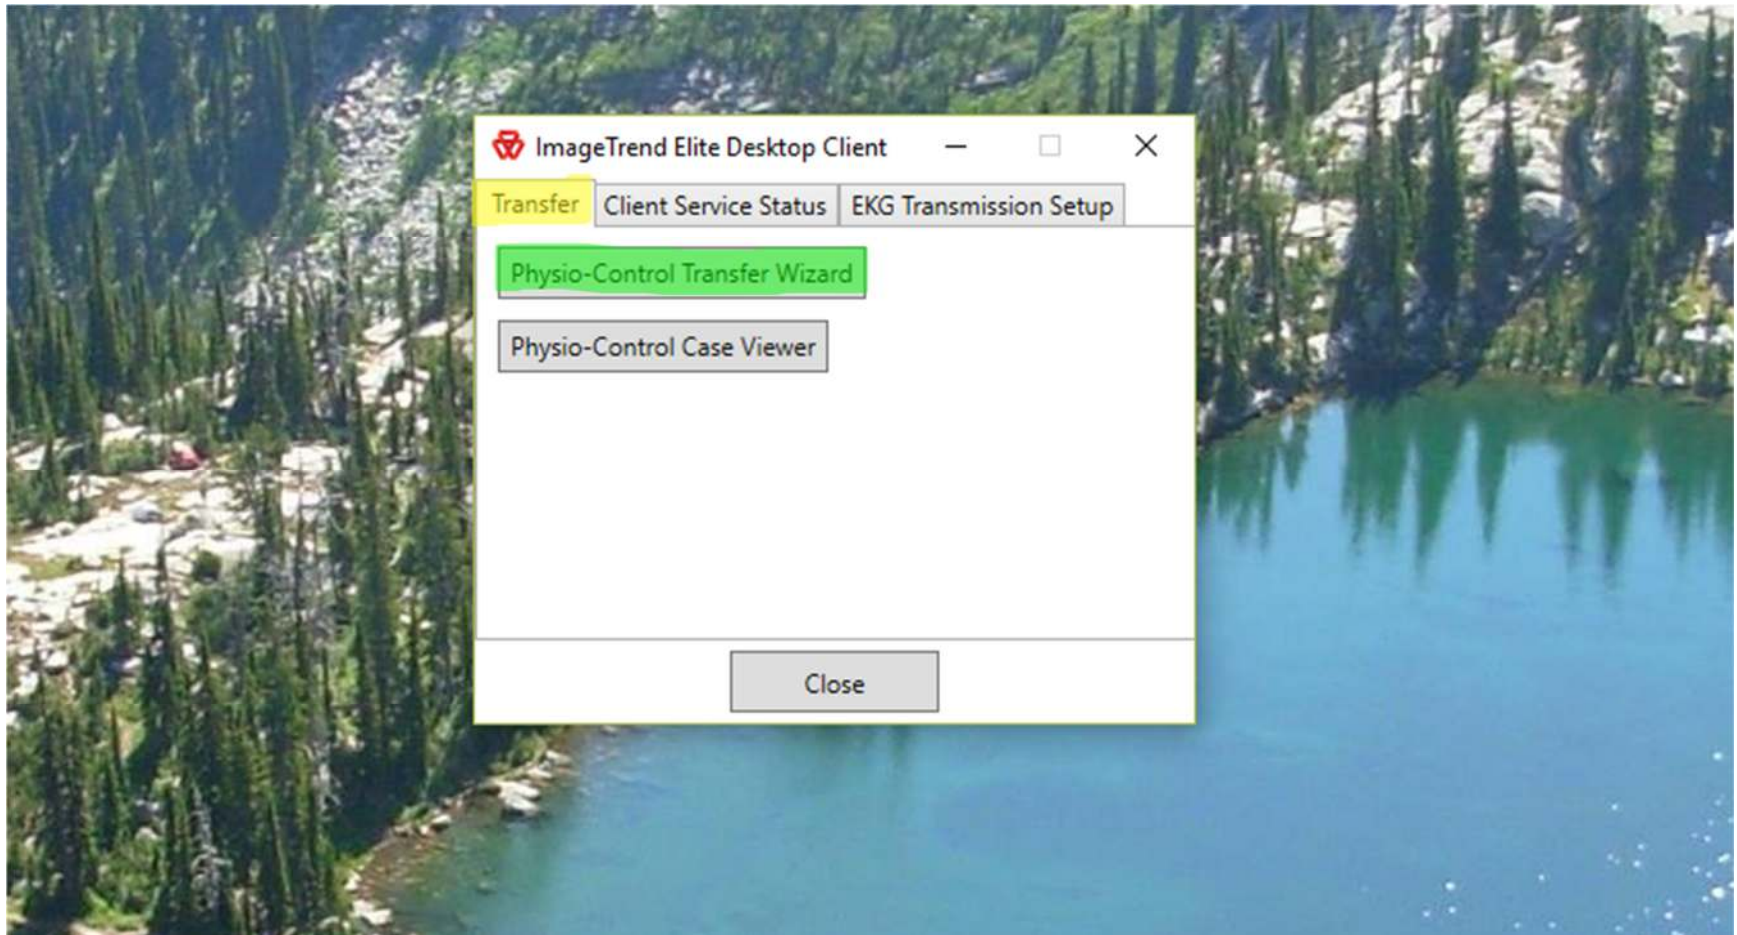 ImageTrend Elite Desktop Client
Transfer Client Service Status EKG Transmission Setup
Physio-Control Transfer Wizard
Physio-Control Case Viewer
Close